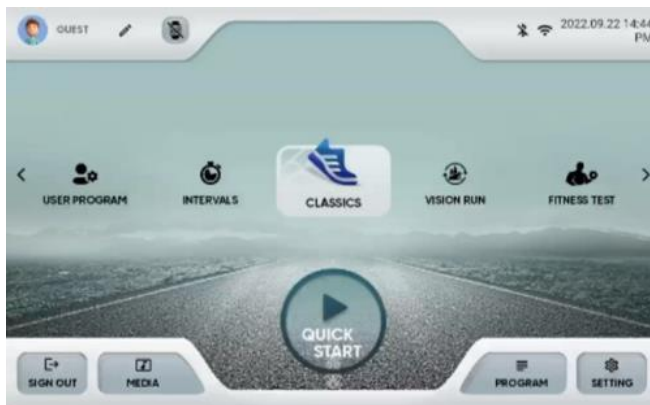 GUEST
2022.09.22 14:44
PM
USER PROGRAM
INTERVALS
CLASSICS
VISION RUN
FITNESS TEST
QUICK
START
SIGN OUT
MEDIA
PROGRAM
SETTING